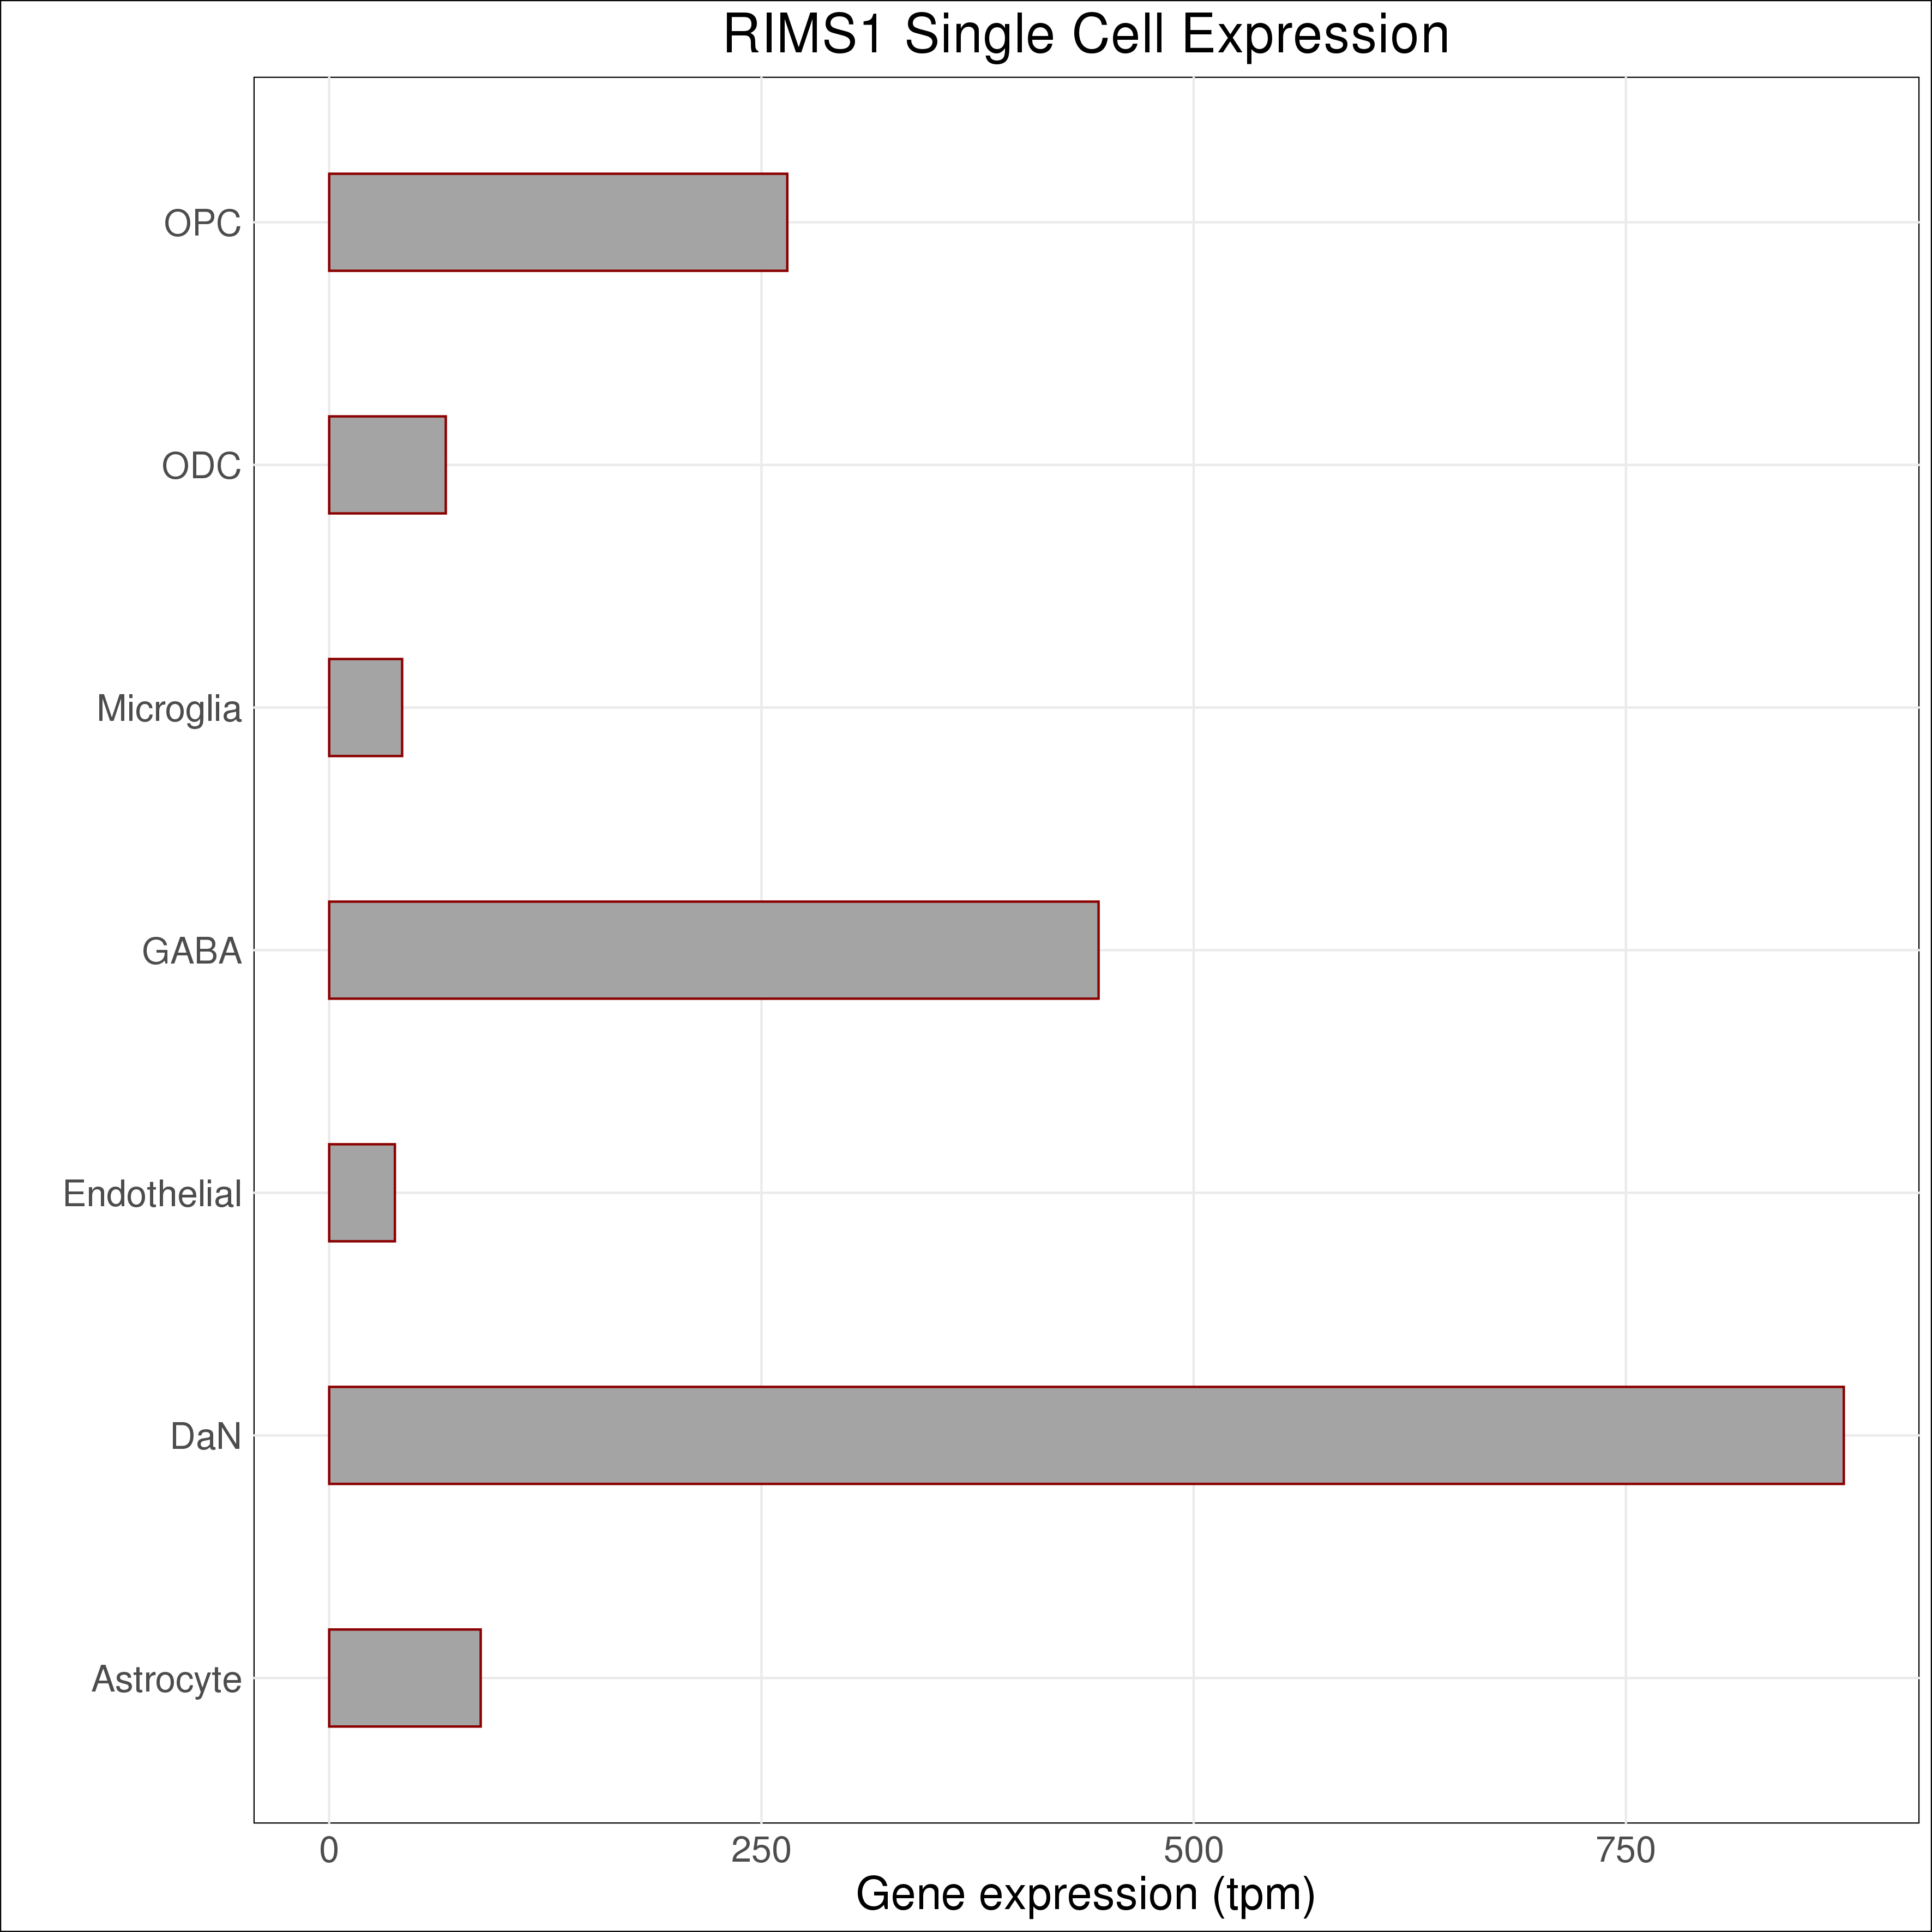 RIMS1 Single Cell Expression
OPC
ODC
Microglia
GABA
Endothelial
DaN
Astrocyte
0 250 500 750
Gene expression (tpm)